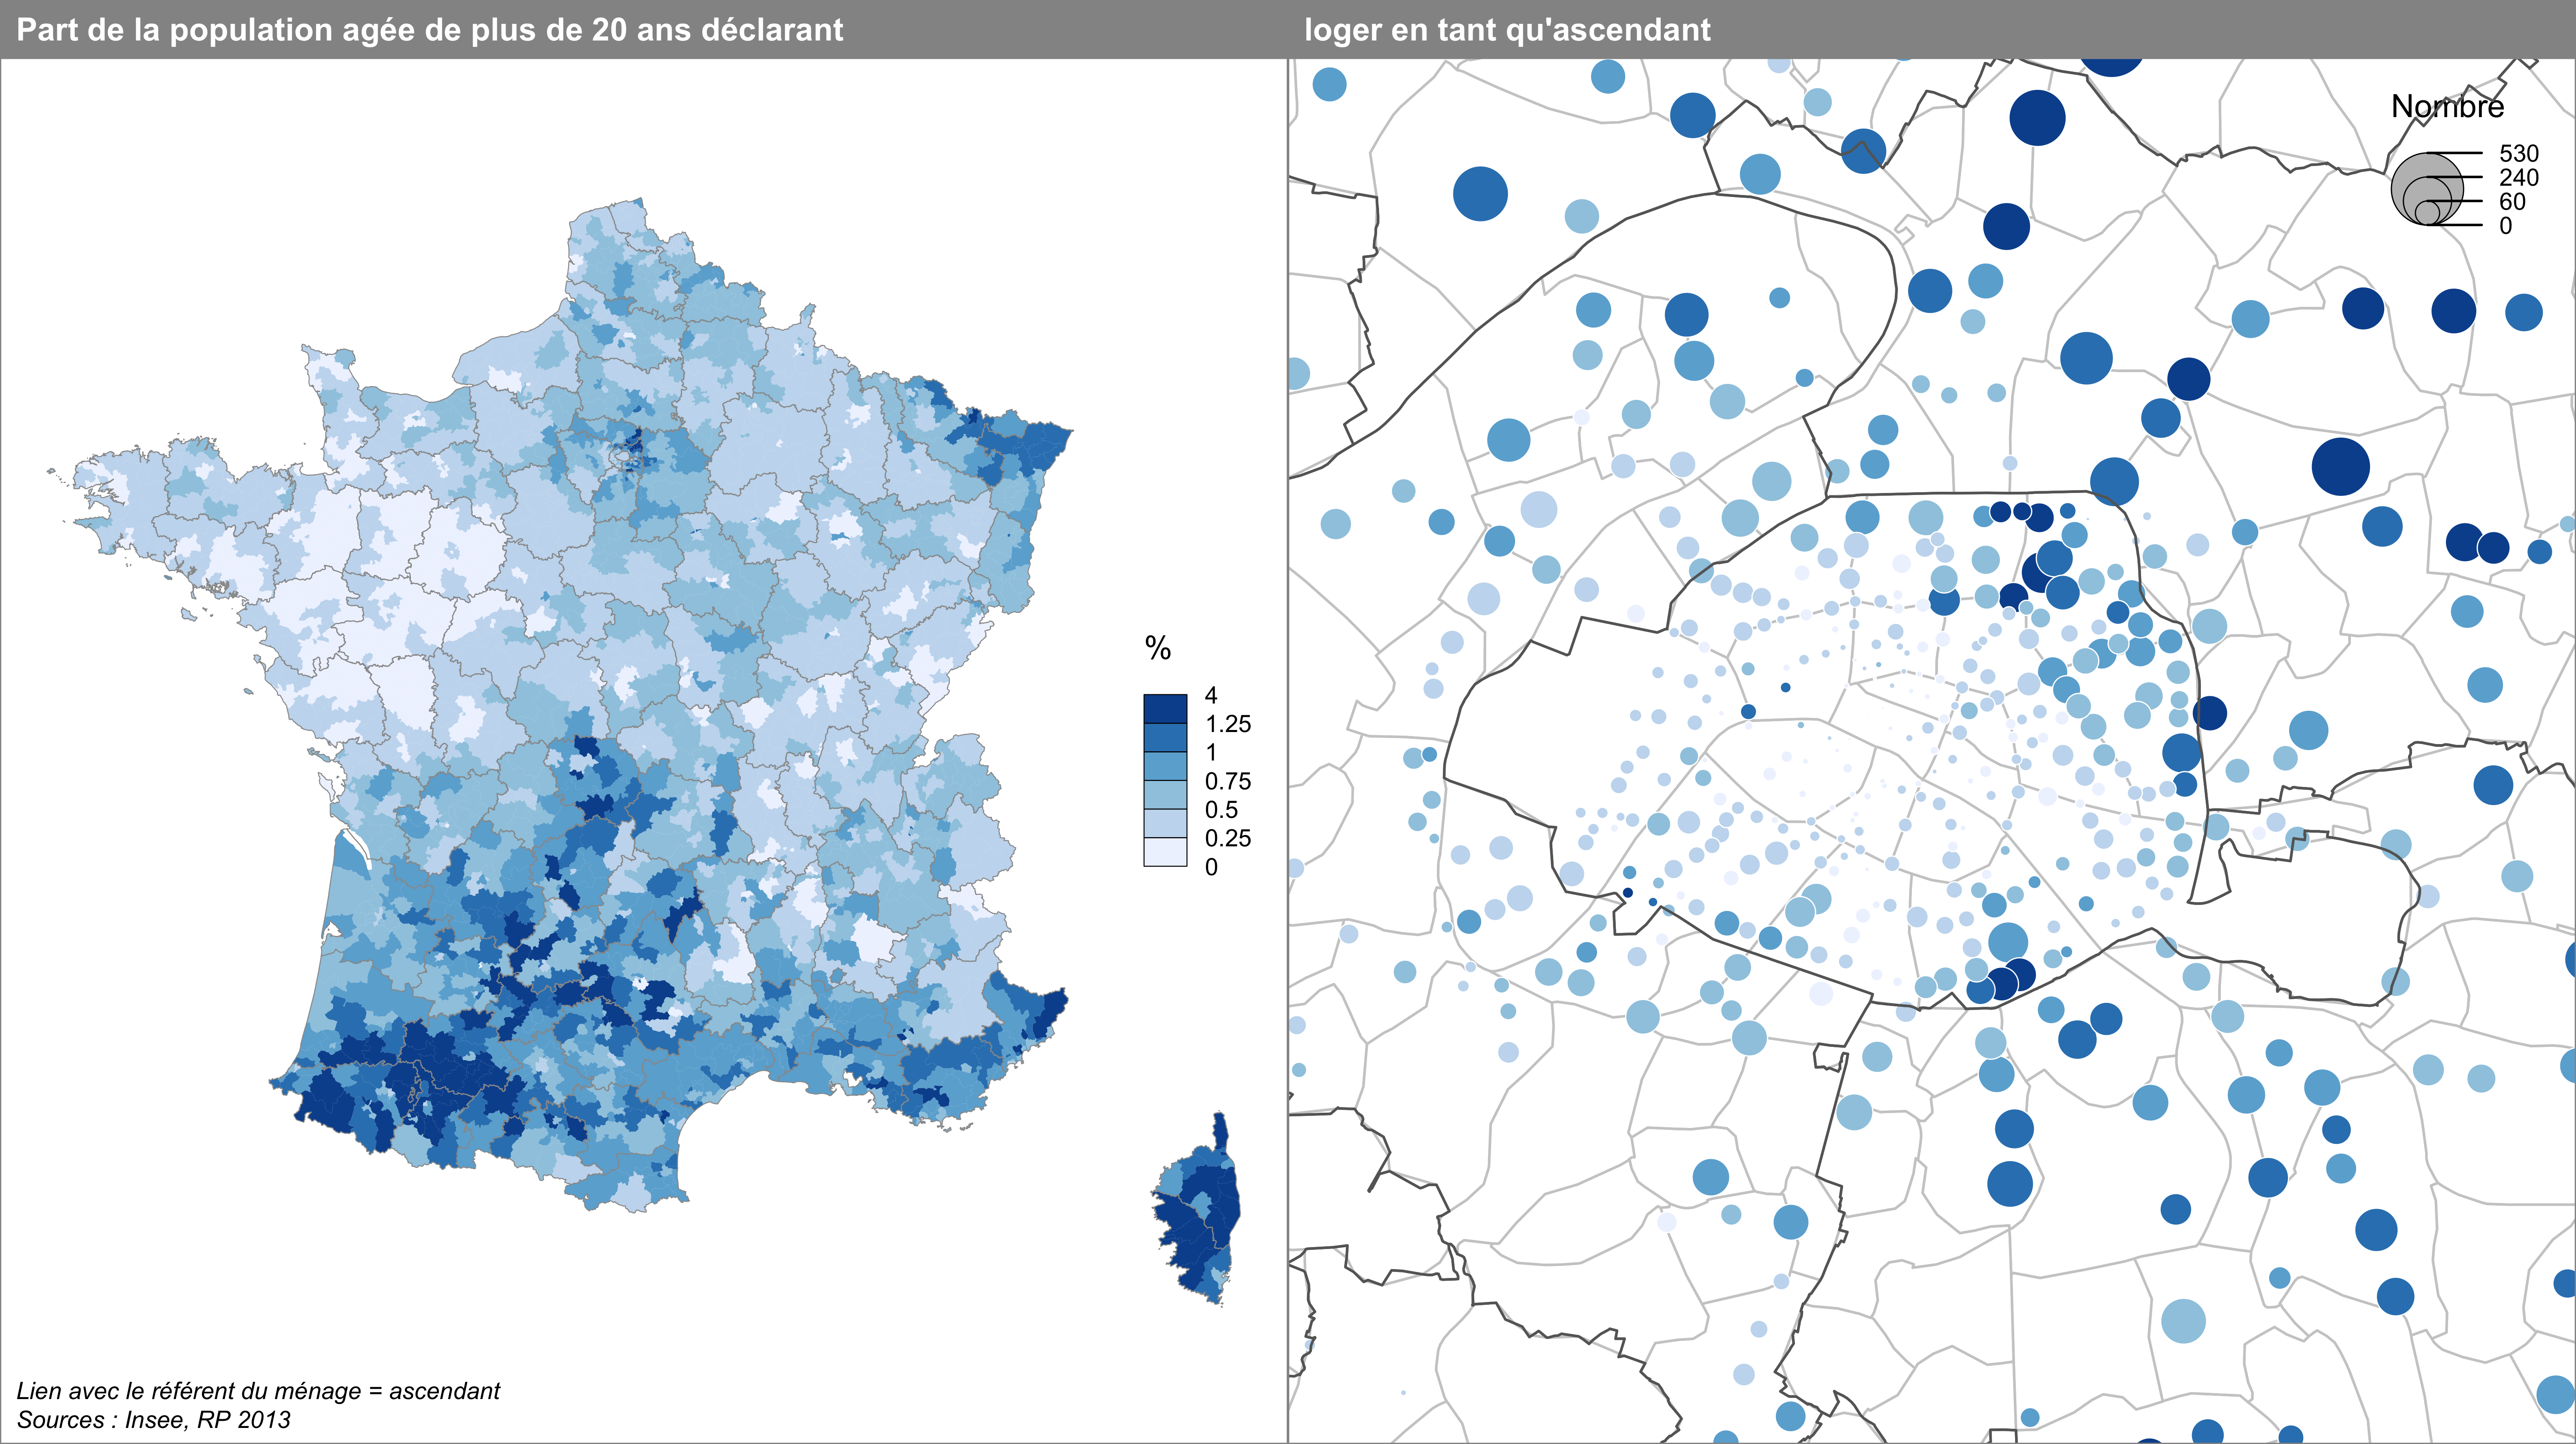 Part de la population agée de plus de 20 ans déclarant
loger en tant qu'ascendant
Nombre
530
240
60
0
%
4
1.25
1
0.75
0.5
0.25
0
Lien avec le référent du ménage = ascendant
Sources : Insee, RP 2013